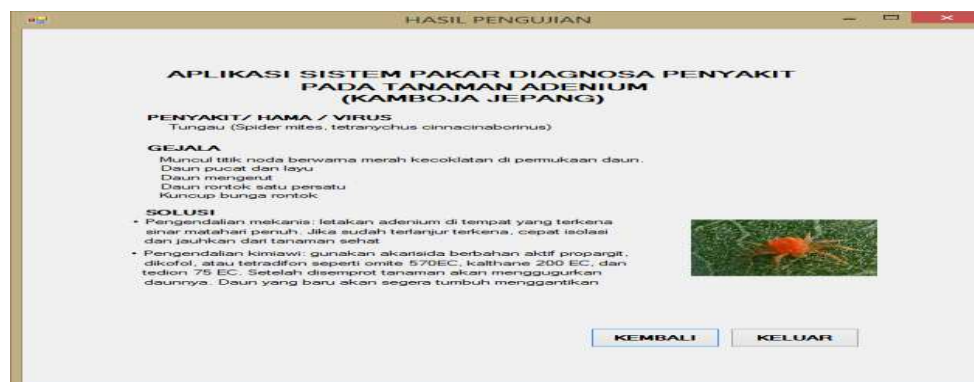 HASIL PENGUJIAN
APLIKASI SISTEM PAKAR DIAGNOSA PENYAKIT
PADA TANAMAN ADENIUM
(KAMBOJA JEPANG)
PENYAKIT/ HAMA / VIRUS
Tungau (Spider mites, tetranychus cinnacinaborinus)
GEJALA
Muncul titik noda berwarna merah kecoklatan di permukaan daun.
Daun pucat dan layu
Daun mengerut
Daun rontok satu persatu
Kuncup bunga rontok
SOLUSI
• Pengendalian mekanis: letakan adenium di tempat yang terkena
sinar matahari penuh. Jika sudah terlanjur terkena, cepat isolasi
dan jauhkan dari tanaman sehat
• Pengendalian kimiawi: gunakan akarisida berbahan aktif propargit,
dikofol, atau tetradifon seperti omite 570EC, kalthane 200 EC, dan
tedion 75 EC. Setelah disemprot tanaman akan menggugurkan
daunnya. Daun yang baru akan segera tumbuh menggantikan
KEMBALI
KELUAR